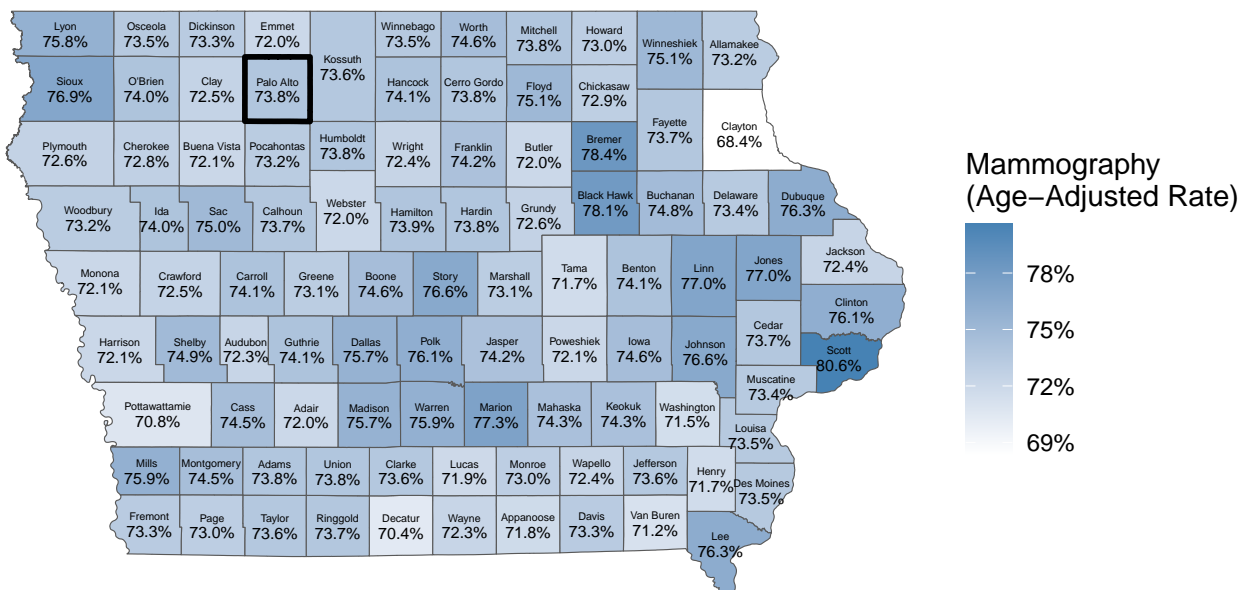 Lyon
75.8%
Osceola
73.5%
Dickinson
73.3%
Emmet
72.0%
Kossuth
73.6%
Winnebago
73.5%
Worth
74.6%
Mitchell
73.8%
Howard
73.0%
Winneshiek
75.1%
Allamakee
73.2%
Sioux
76.9%
O'Brien
74.0%
Clay
72.5%
Palo Alto
73.8%
Hancock
74.1%
Cerro Gordo
73.8%
Floyd
75.1%
Chickasaw
72.9%
Fayette
73.7%
Clayton
68.4%
Plymouth
72.6%
Cherokee
72.8%
Buena Vista
72.1%
Pocahontas
73.2%
Humboldt
73.8%
Wright
72.4%
Franklin
74.2%
Butler
72.0%
Bremer
78.4%
Woodbury
73.2%
Ida
74.0%
Sac
75.0%
Calhoun
73.7%
Webster
72.0%
Hamilton
73.9%
Hardin
73.8%
Grundy
72.6%
Black Hawk
78.1%
Buchanan
74.8%
Delaware
73.4%
Dubuque
76.3%
Monona
72.1%
Crawford
72.5%
Carroll
74.1%
Greene
73.1%
Boone
74.6%
Story
76.6%
Marshall
73.1%
Tama
71.7%
Benton
74.1%
Linn
77.0%
Jones
77.0%
Jackson
72.4%
Clinton
76.1%
Harrison
72.1%
Shelby
74.9%
Audubon
72.3%
Guthrie
74.1%
Dallas
75.7%
Polk
76.1%
Jasper
74.2%
Poweshiek
72.1%
Iowa
74.6%
Johnson
76.6%
Cedar
73.7%
Scott
80.6%
Muscatine
73.4%
Pottawattamie
70.8%
Cass
74.5%
Adair
72.0%
Madison
75.7%
Warren
75.9%
Marion
77.3%
Mahaska
74.3%
Keokuk
74.3%
Washington
71.5%
Louisa
73.5%
Mills
75.9%
Montgomery
74.5%
Adams
73.8%
Union
73.8%
Clarke
73.6%
Lucas
71.9%
Monroe
73.0%
Wapello
72.4%
Jefferson
73.6%
Henry
71.7%
Des Moines
73.5%
Fremont
73.3%
Page
73.0%
Taylor
73.6%
Ringgold
73.7%
Decatur
70.4%
Wayne
72.3%
Appanoose
71.8%
Davis
73.3%
Van Buren
71.2%
Lee
76.3%
Mammography
(Age−Adjusted Rate)
78%
75%
72%
69%